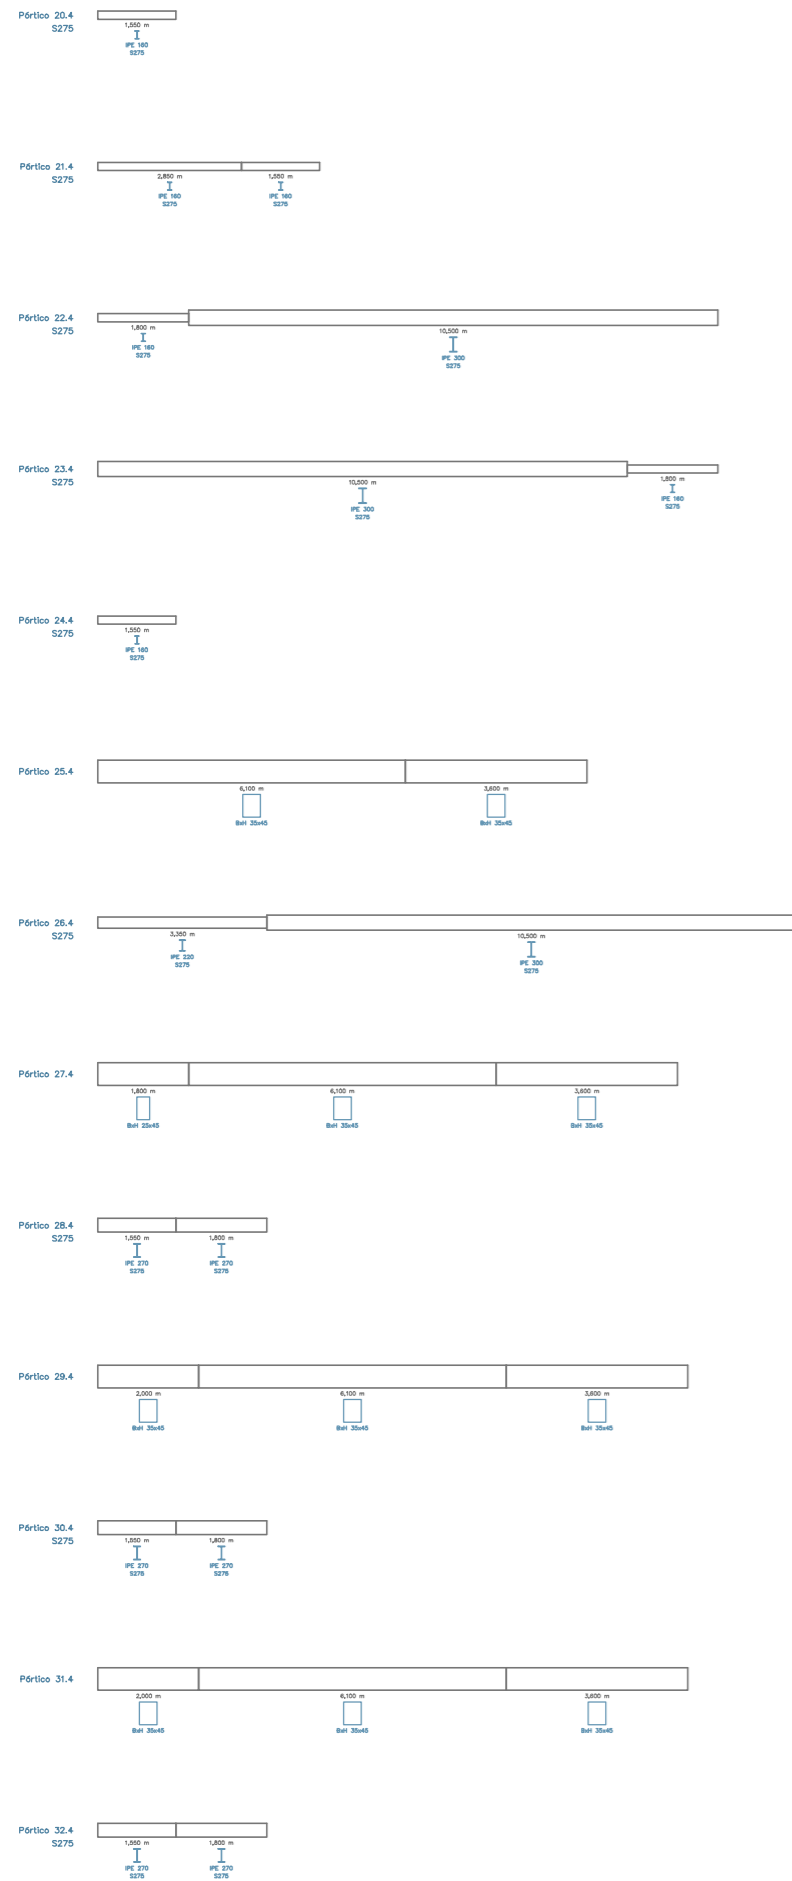 Pórtico 20.4
S275
1,550 m
IPE 160
S275
Pórtico 21.4
S275
2,850 m
1,550 m
IPE 160
IPE 160
S275
S275
Pórtico 22.4
S275
1,800 m
10,500 m
IPE 160
S275
IPE 300
S275
Pórtico 23.4
S275
10,500 m
1,800 m
IPE 300
S275
IPE 160
S275
Pórtico 24.4
S275
1,550 m
IPE 160
S275
Pórtico 25.4
6,100 m
3,600 m
BxH 35x45
BxH 35x45
Pórtico 26.4
S275
3,350 m
10,500 m
IPE 220
S275
IPE 300
S275
Pórtico 27.4
1,800 m
6,100 m
3,600 m
BxH 25x45
BxH 35x45
BxH 35x45
Pórtico 28.4
S275
1,550 m
1,800 m
IPE 270
IPE 270
S275
S275
Pórtico 29.4
2,000 m
6,100 m
3,600 m
BxH 35x45
BxH 35x45
BxH 35x45
Pórtico 30.4
S275
1,550 m
1,800 m
IPE 270
IPE 270
S275
S275
Pórtico 31.4
2,000 m
6,100 m
3,600 m
BxH 35x45
BxH 35x45
BxH 35x45
Pórtico 32.4
S275
1,550 m
1,800 m
IPE 270
IPE 270
S275
S275